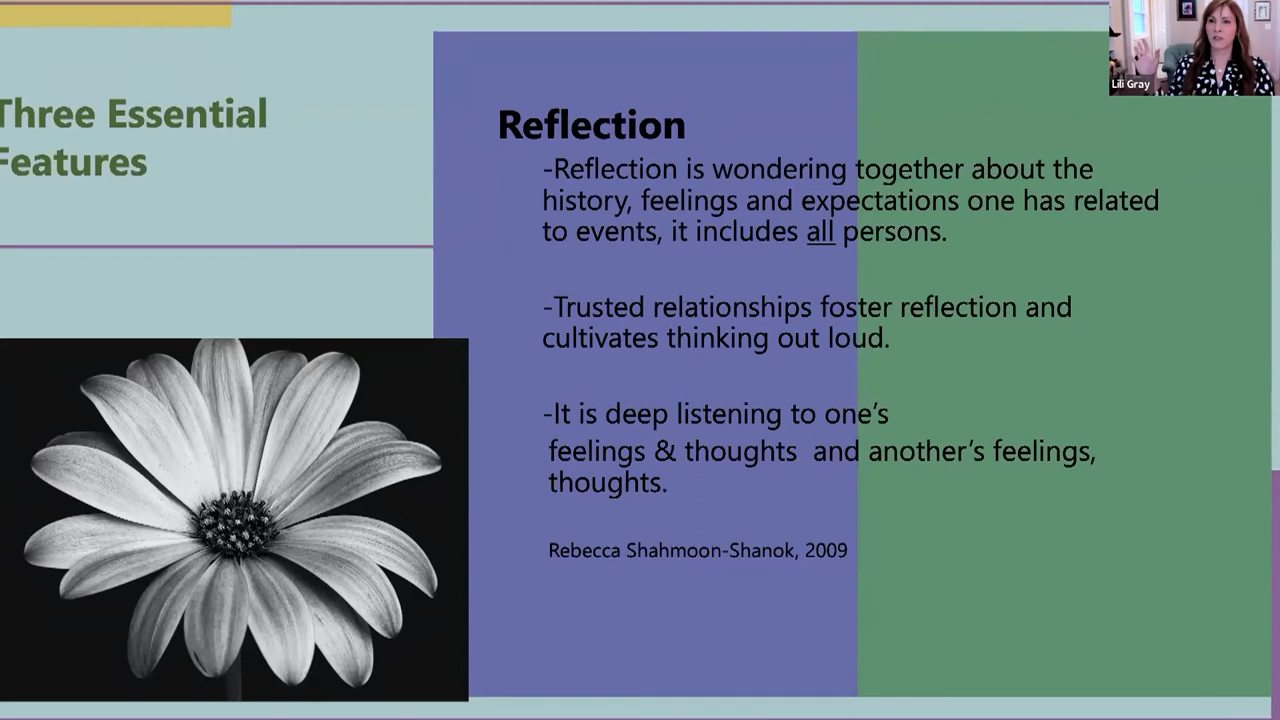 Three Essential
Features
Reflection
-Reflection is wondering together about the
history, feelings and expectations one has related
to events, it includes all persons.
-Trusted relationships foster reflection and
cultivates thinking out loud.
-It is deep listening to one’s
feelings & thoughts  and another’s feelings,
thoughts.
Rebecca Shahmoon-Shanok, 2009
Lili Gray